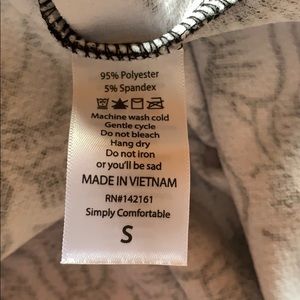 95% Polyester
5% Spandex
Machine wash cold
Gentle cycle
Do not bleach
Hang dry
Do not iron
or you'll be sad
MADE IN VIETNAM
RN#142161
Simply Comfortable
S